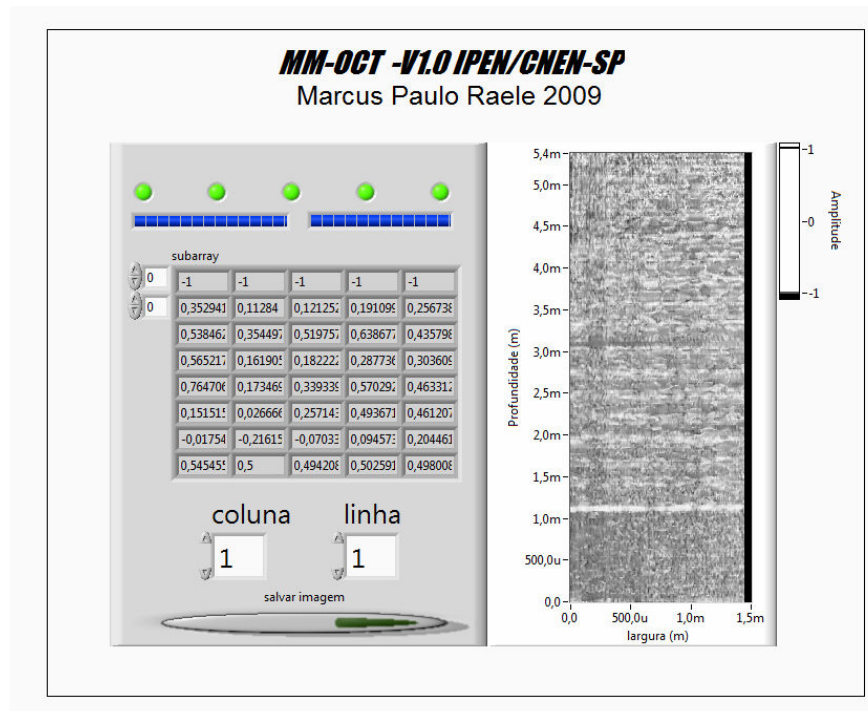 MM-OCT -V1.0 IPEN/CNEN-SP
Marcus Paulo Raele 2009
subarray
0
0
-1 -1 -1 -1 -1
0,352941 0,11284 0,121252 0,191099 0,256738
0,538462 0,354497 0,519757 0,638677 0,435798
0,565217 0,161905 0,182222 0,287736 0,303609
0,764706 0,173469 0,339339 0,570292 0,463312
0,151515 0,026666 0,257143 0,493671 0,461207
-0,01754 -0,21615 -0,07033 0,094573 0,204461
0,545455 0,5 0,494208 0,502591 0,498008
coluna linha
1 1
salvar imagem
Profundidade (m)
5,4m
5,0m
4,5m
4,0m
3,5m
3,0m
2,5m
2,0m
1,5m
1,0m
500,0u
0,0
0,0 500,0u 1,0m 1,5m
largura (m)
1
0
-1
Amplitude